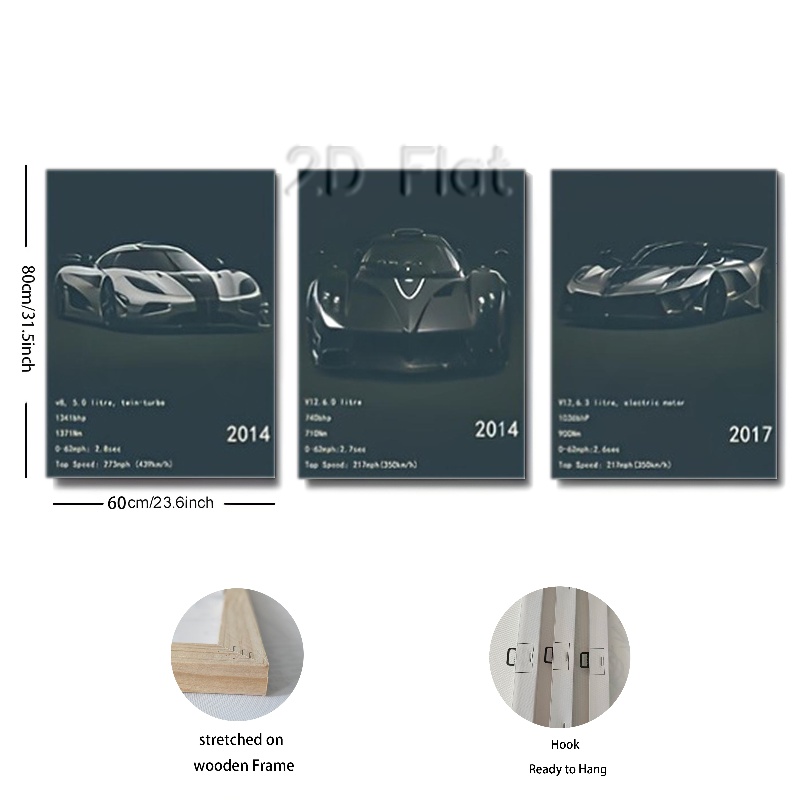 2D Flat
80cm/31.5inch
v8, 5.0 litre, twin-turbo
1341bhp
1371Nm
0-62mph: 2.8sec
Top Speed: 273mph (439km/h)
2014
V12,6.0 litre
740bhp
710Nm
0-62mph:2.7sec
Top Speed: 217mph(350km/h)
2014
V12,6.3 litre, electric motor
1036bhP
900Nm
0-62mph:2.6sec
Top Speed: 217mph(350km/h)
2017
60cm/23.6inch
stretched on
wooden Frame
Hook
Ready to Hang